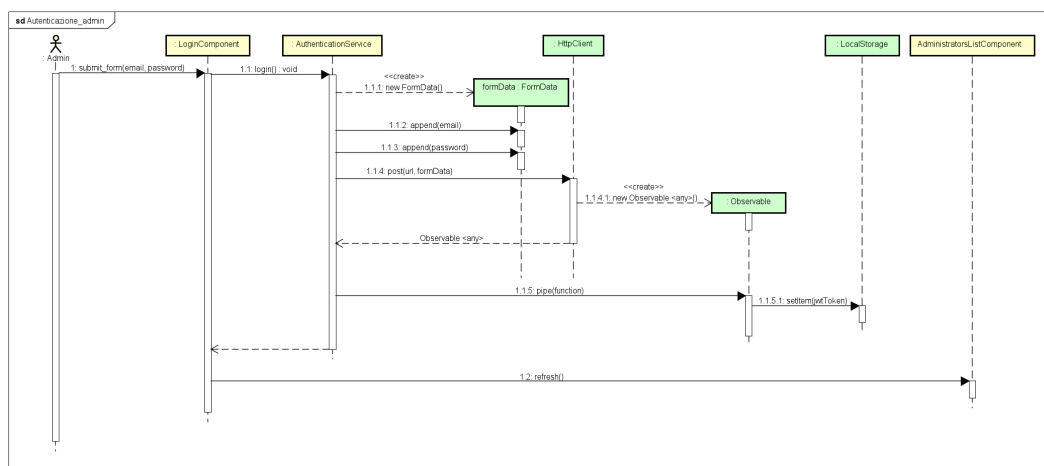 sd Autenticazione_admin
: Admin
: LoginComponent
: AuthenticationService
: HttpClient
: LocalStorage
AdministratorsListComponent
1: submit_form(email, password)
1.1: login() : void
<<create>>
1.1.1: new FormData()
formData : FormData
1.1.2: append(email)
1.1.3: append(password)
1.1.4: post(url, formData)
<<create>>
1.1.4.1: new Observable <any>()
: Observable
Observable <any>
1.1.5: pipe(function)
1.1.5.1: setItem(jwtToken)
1.2: refresh()